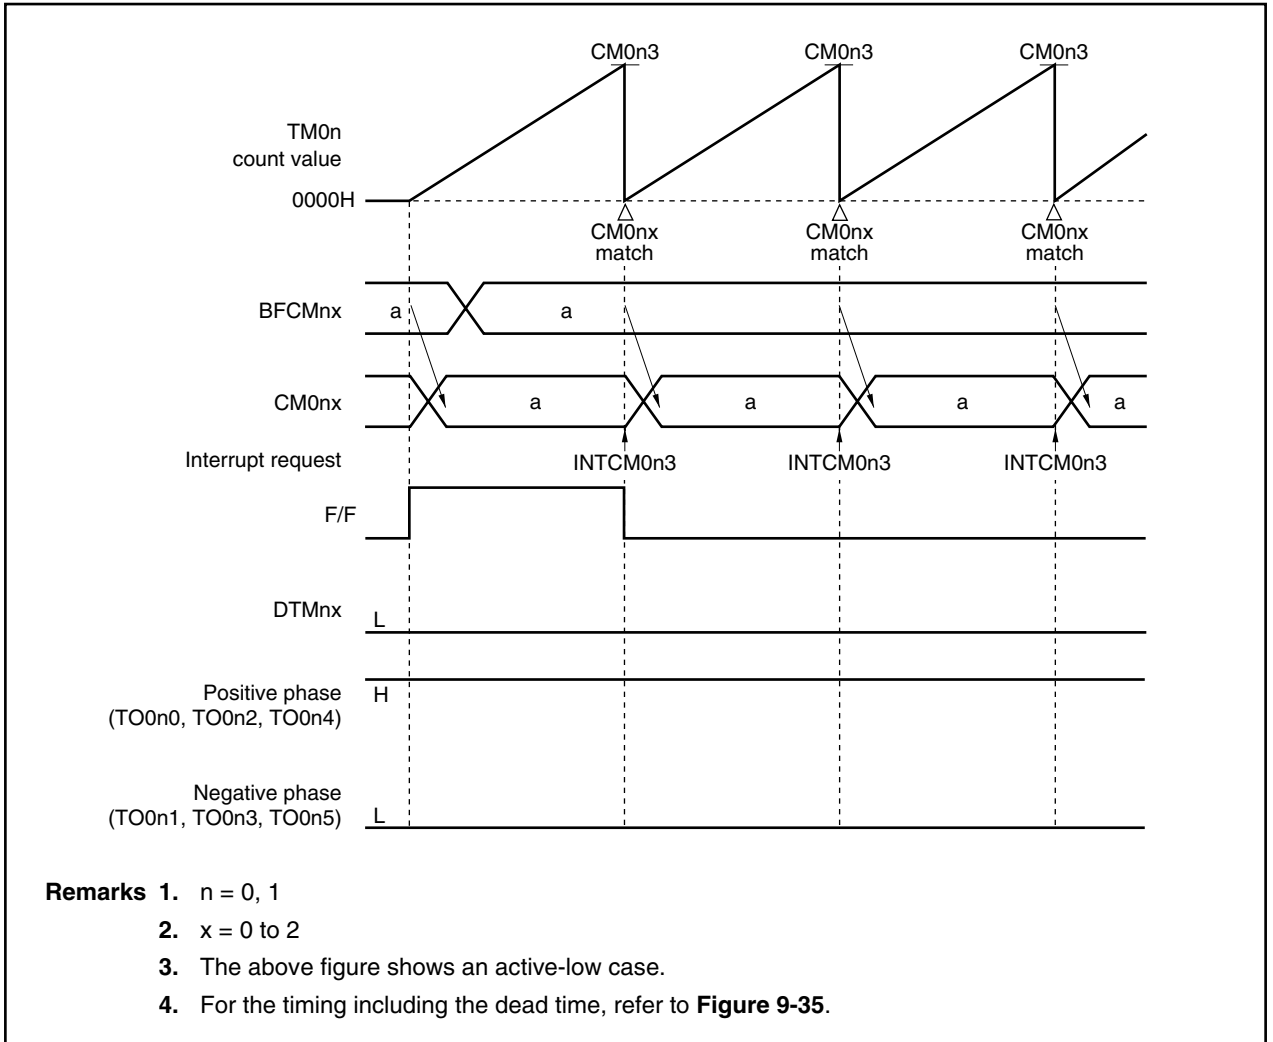 CM0n3 CM0n3 CM0n3
TM0n
count value
0000H
CM0nx CM0nx CM0nx
match match match
BFCMnx a a
CM0nx a a a a
Interrupt request INTCM0n3 INTCM0n3 INTCM0n3
F/F
DTMnx L
Positive phase H
(TO0n0, TO0n2, TO0n4)
Negative phase
(TO0n1, TO0n3, TO0n5) L
Remarks 1. n = 0, 1
2. x = 0 to 2
3. The above figure shows an active-low case.
4. For the timing including the dead time, refer to Figure 9-35.